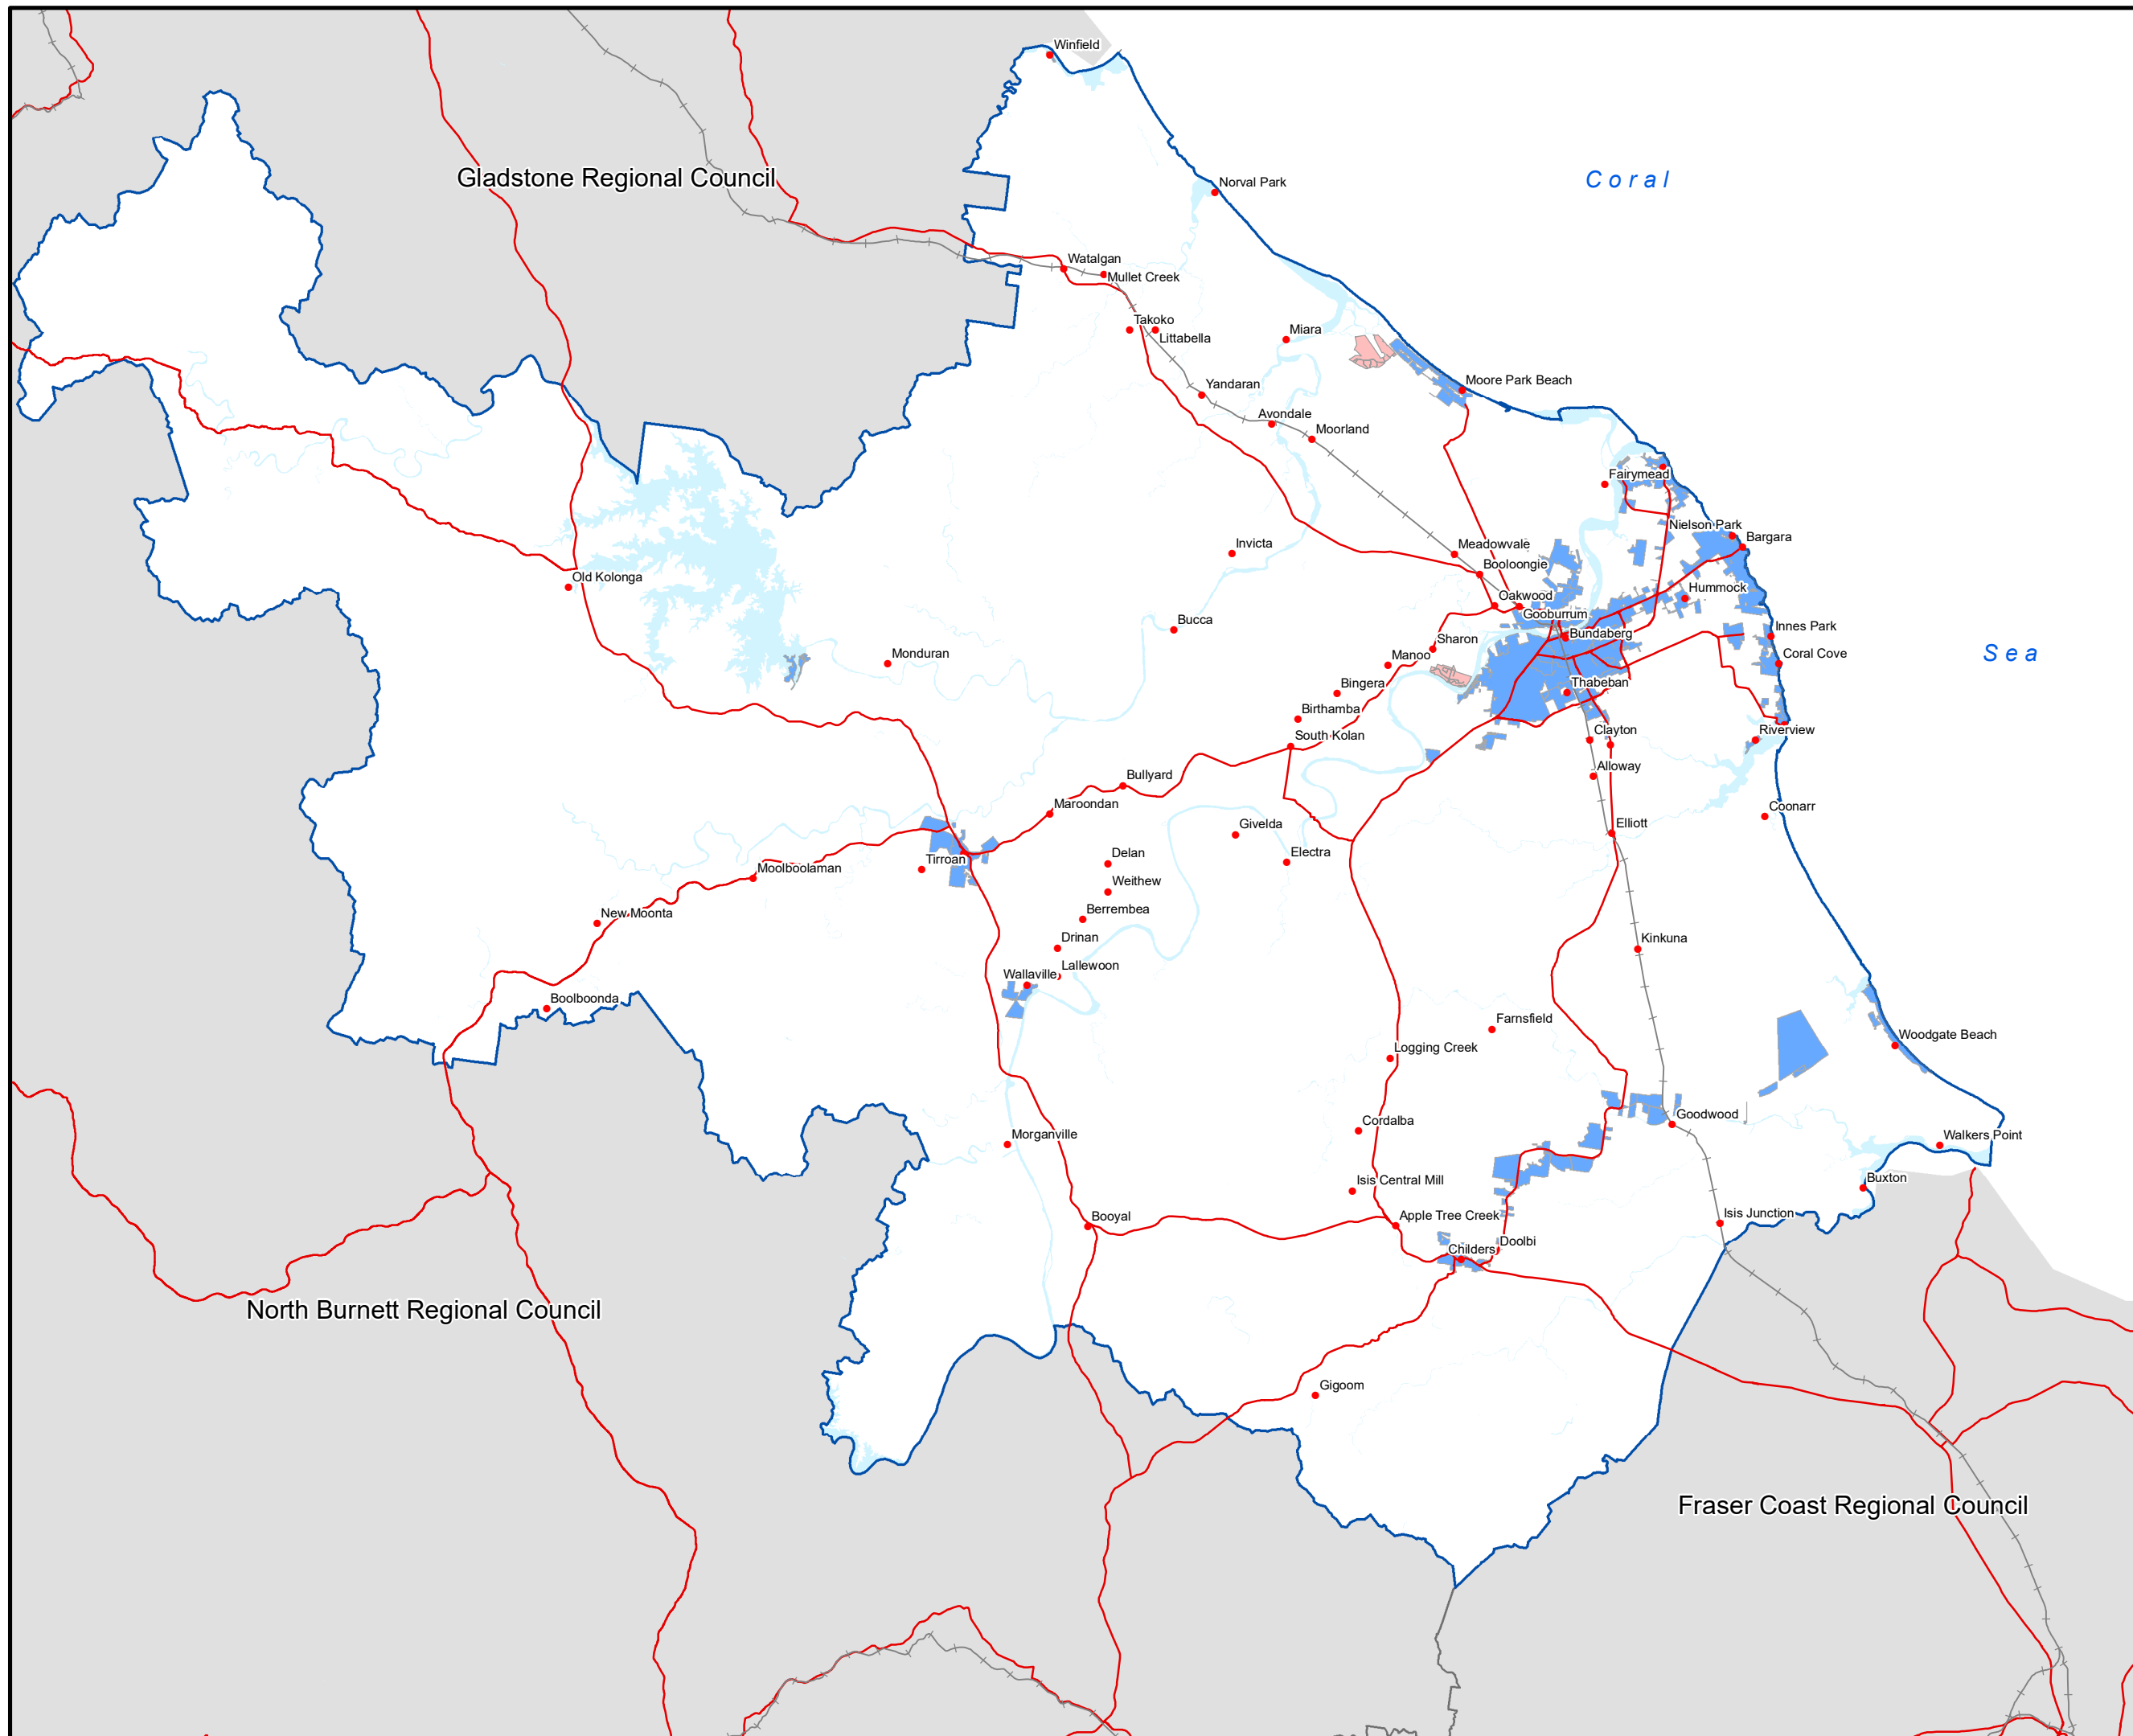 Winfield
Gladstone Regional Council
Coral
Norval Park
Watalgan
Mullet Creek
Takoko
Littabella
Miara
Yandaran
Moore Park Beach
Avondale
Moorland
Fairymead
Nielson Park
Bargara
Invicta
Meadowvale
Booloongie
Old Kolonga
Hummock
Oakwood
Gooburrum
Bucca
Innes Park
Bundaberg
Sharon
Monduran
Manoo
Coral Cove
Sea
Bingera
Thabeban
Birthamba
South Kolan
Clayton
Riverview
Alloway
Bullyard
Maroondan
Coonarr
Givelda
Elliott
Delan
Electra
Tirroan
Moolboolaman
Weithew
Berrembea
New Moonta
Drinan
Kinkuna
Lallewoon
Wallaville
Boolboonda
Farnsfield
Woodgate Beach
Logging Creek
Goodwood
Cordalba
Morganville
Walkers Point
Isis Central Mill
Buxton
Booyal
Apple Tree Creek
Isis Junction
Doolbi
Childers
North Burnett Regional Council
Gigoom
Fraser Coast Regional Council